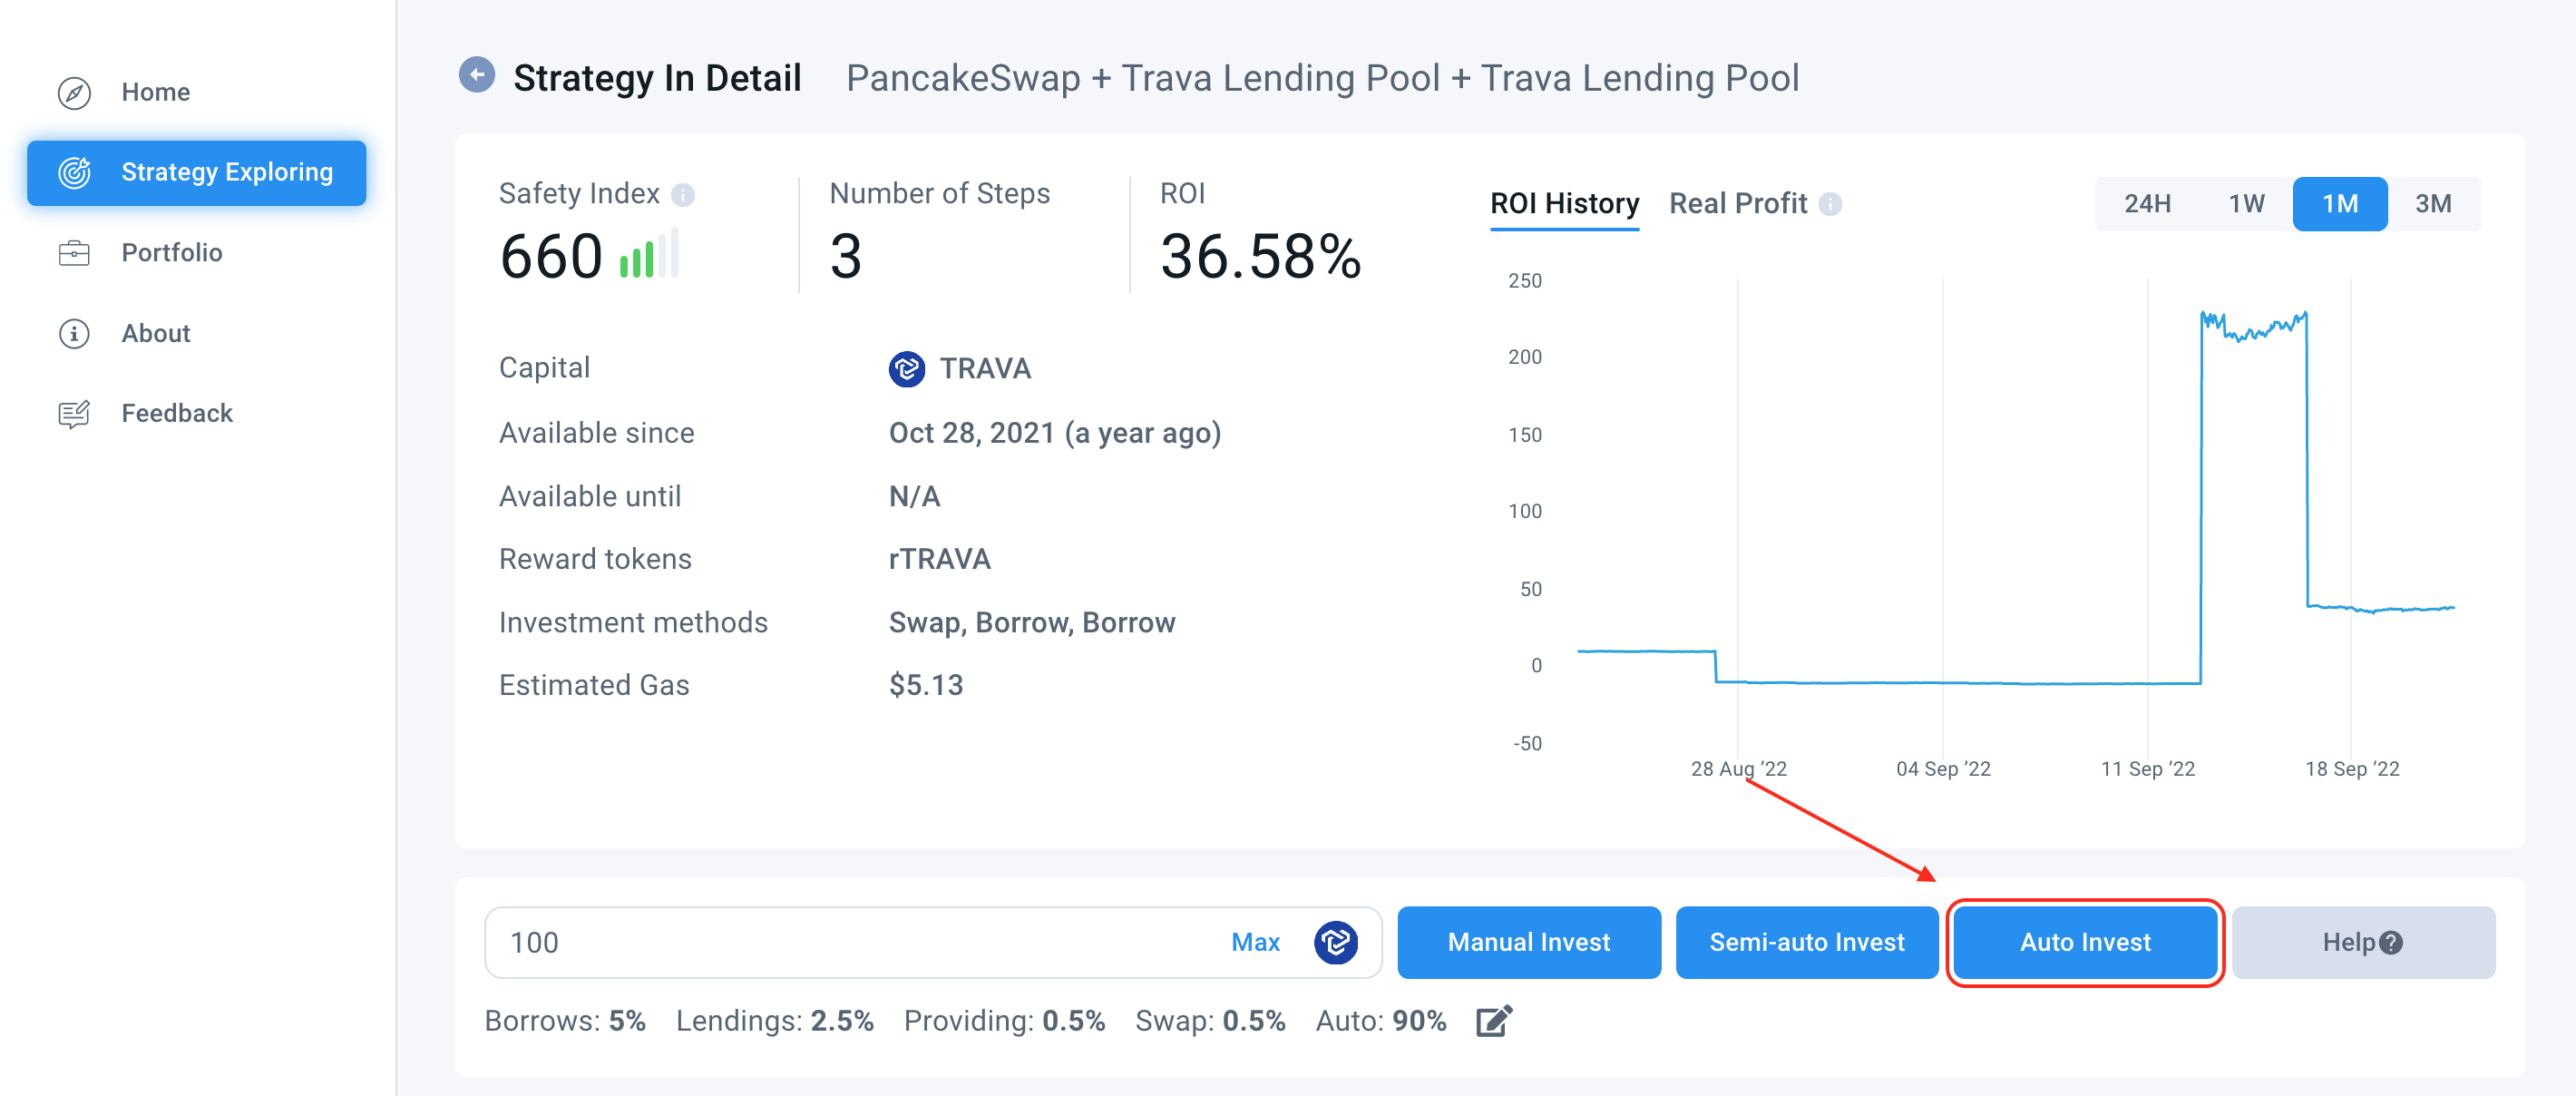 Home
Strategy Exploring
Portfolio
About
Feedback
Strategy In Detail PancakeSwap + Trava Lending Pool + Trava Lending Pool
Safety Index
660
Number of Steps
3
ROI
36.58%
Capital TRAVA
Available since Oct 28, 2021 (a year ago)
Available until N/A
Reward tokens rTRAVA
Investment methods Swap, Borrow, Borrow
Estimated Gas $5.13
ROI History Real Profit
24H 1W 1M 3M
250
200
150
100
50
0
-50
28 Aug ’22 04 Sep ’22 11 Sep ’22 18 Sep ’22
100 Max Manual Invest Semi-auto Invest Auto Invest Help?
Borrows: 5% Lendings: 2.5% Providing: 0.5% Swap: 0.5% Auto: 90%